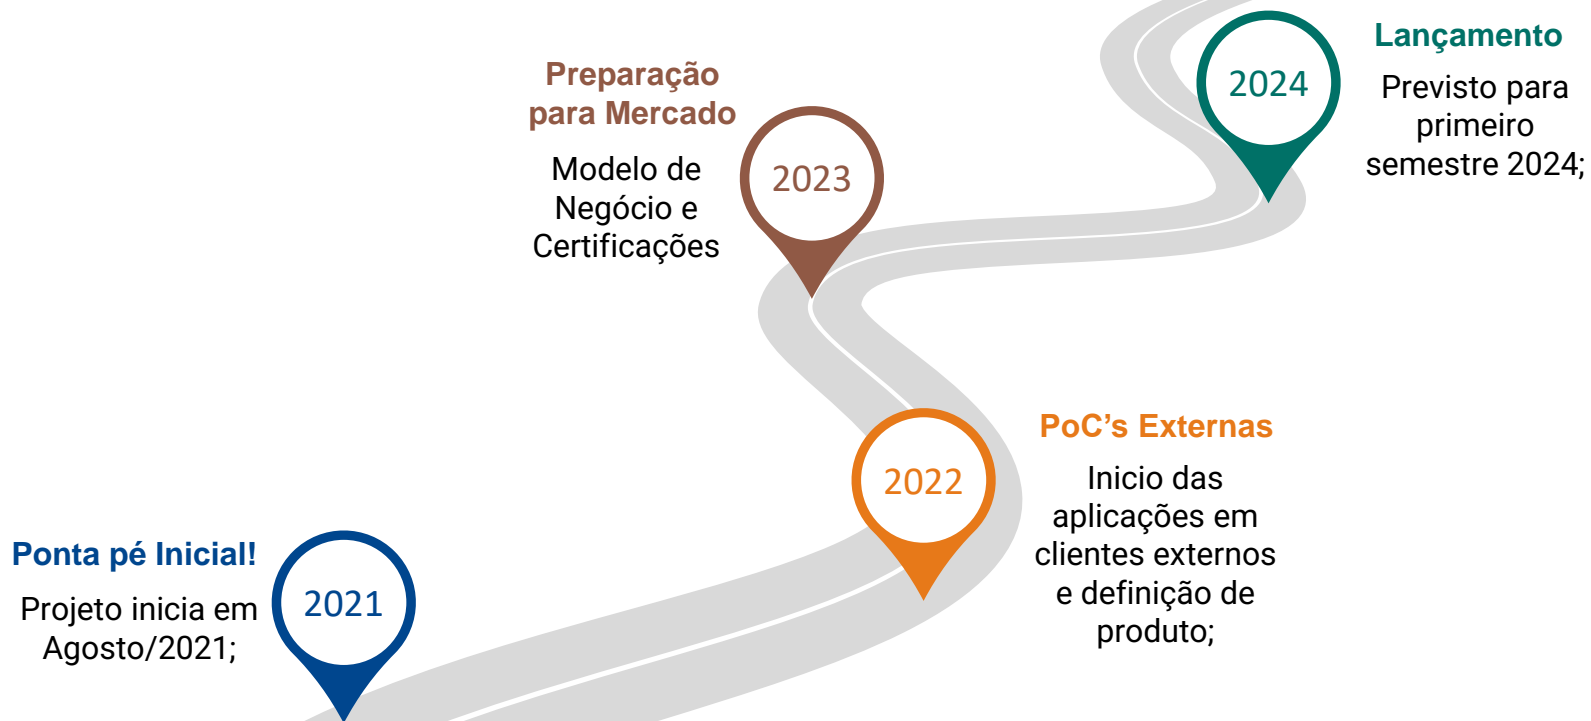 Lançamento
Previsto para
primeiro
semestre 2024;
2024
Preparação
para Mercado
Modelo de
Negócio e
Certificações
2023
PoC’s Externas
Inicio das
aplicações em
clientes externos
e definição de
produto;
2022
Ponta pé Inicial!
Projeto inicia em
Agosto/2021;
2021